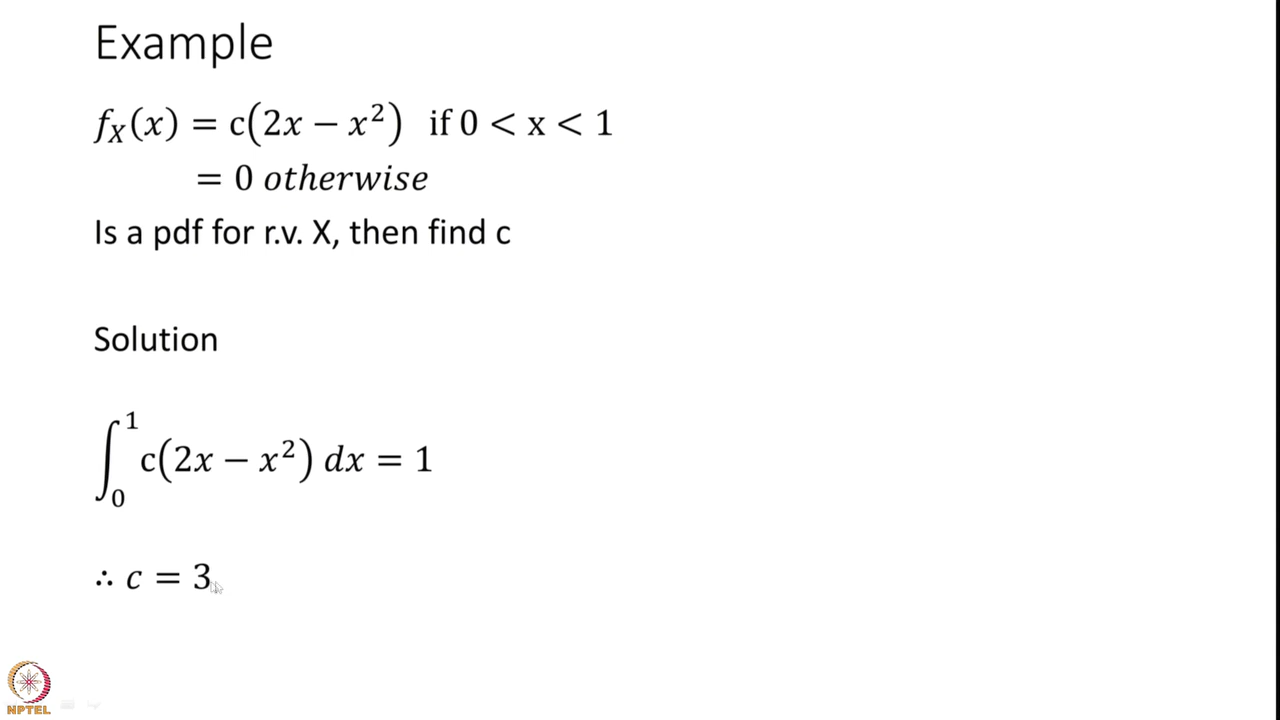 Example
f_X(x) = c(2x − x²) if 0 < x < 1
= 0 otherwise
Is a pdf for r.v. X, then find c
Solution
∫₀¹ c(2x − x²) dx = 1
∴ c = 3
NPTEL